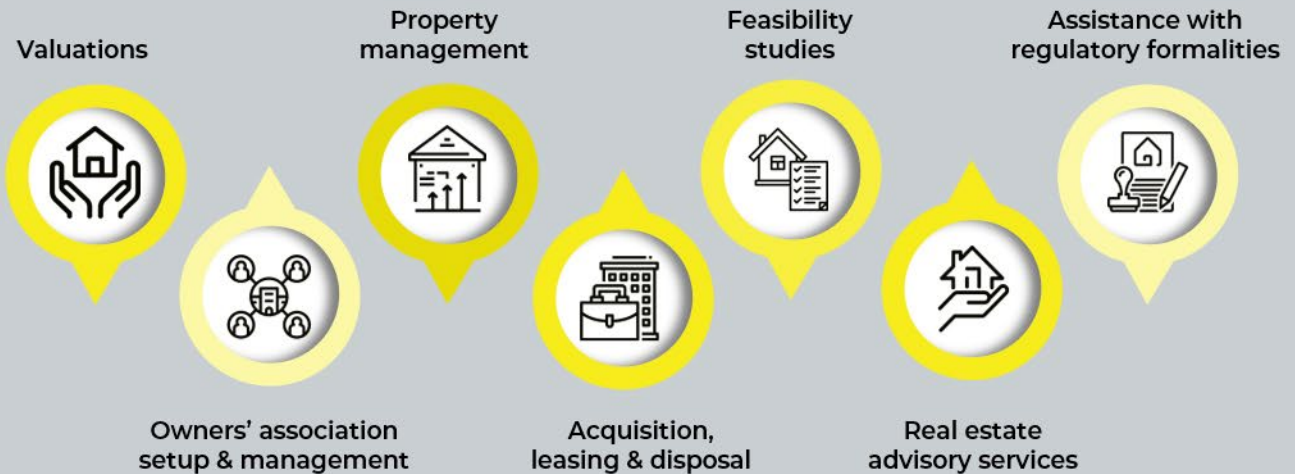 Valuations
Property
management
Feasibility
studies
Assistance with
regulatory formalities
Owners’ association
setup & management
Acquisition,
leasing & disposal
Real estate
advisory services